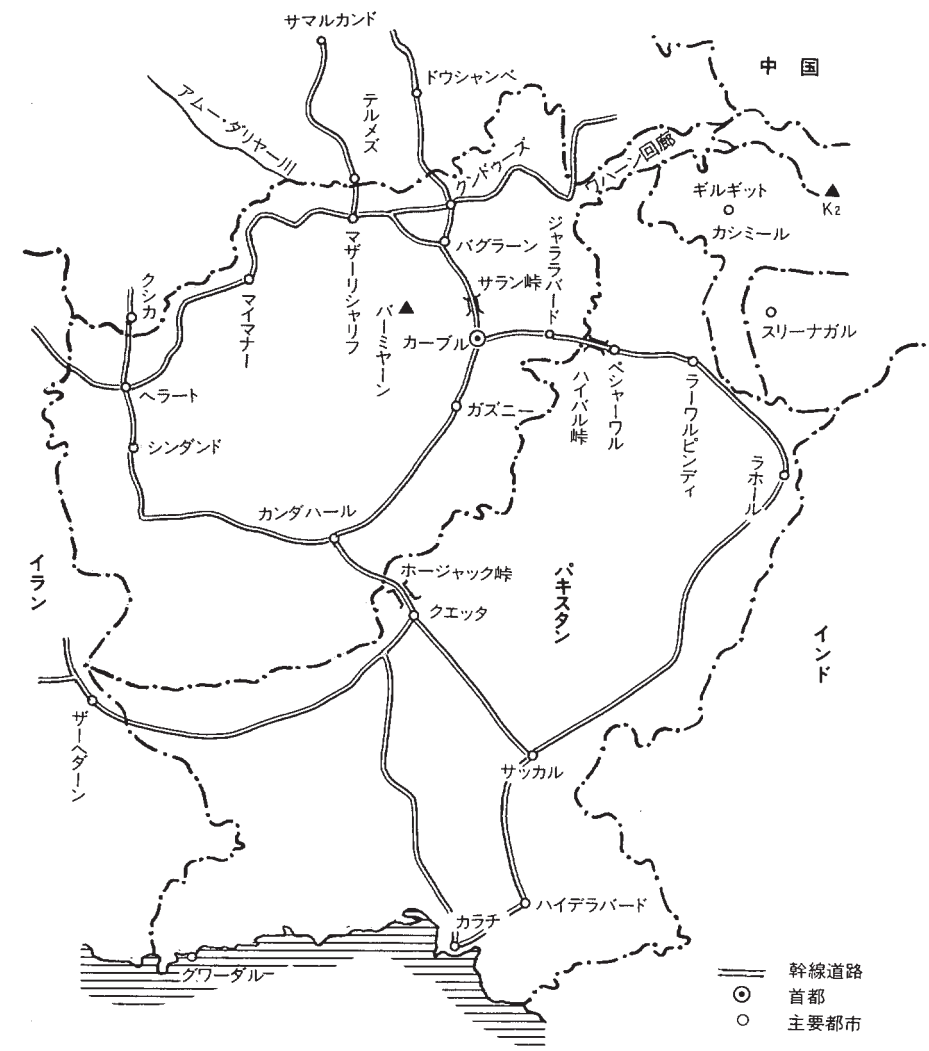 サマルカンド
中国
ドウシャンベ
アムー・ダリヤー川
テルメズ
クンドゥーズ
ワハーン回廊
ギルギット
K2
カシミール
マザーリシャリフ
バグラーン
ジャララバード
サラン峠
クシカ
マイマナー
バーミヤーン
カーブル
スリーナガル
ハイバル峠
ペシャーワル
ラーワルピンディ
ヘラート
ガズニー
シンダンド
ラホール
カンダハール
イラン
ホージャック峠
パキスタン
クエッタ
インド
ザーヘダーン
サッカル
ハイデラバード
カラチ
グワーダル
幹線道路
首都
主要都市